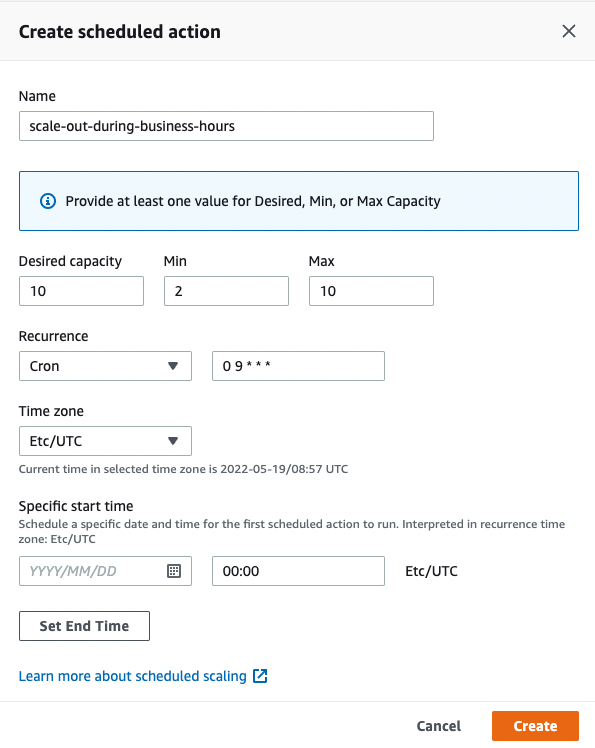 Create scheduled action
Name
scale-out-during-business-hours
Provide at least one value for Desired, Min, or Max Capacity
Desired capacity Min Max
10 2 10
Recurrence
Cron 0 9 * * *
Time zone
Etc/UTC
Current time in selected time zone is 2022-05-19/08:57 UTC
Specific start time
Schedule a specific date and time for the first scheduled action to run. Interpreted in recurrence time
zone: Etc/UTC
YYYY/MM/DD 00:00 Etc/UTC
Set End Time
Learn more about scheduled scaling
Cancel Create